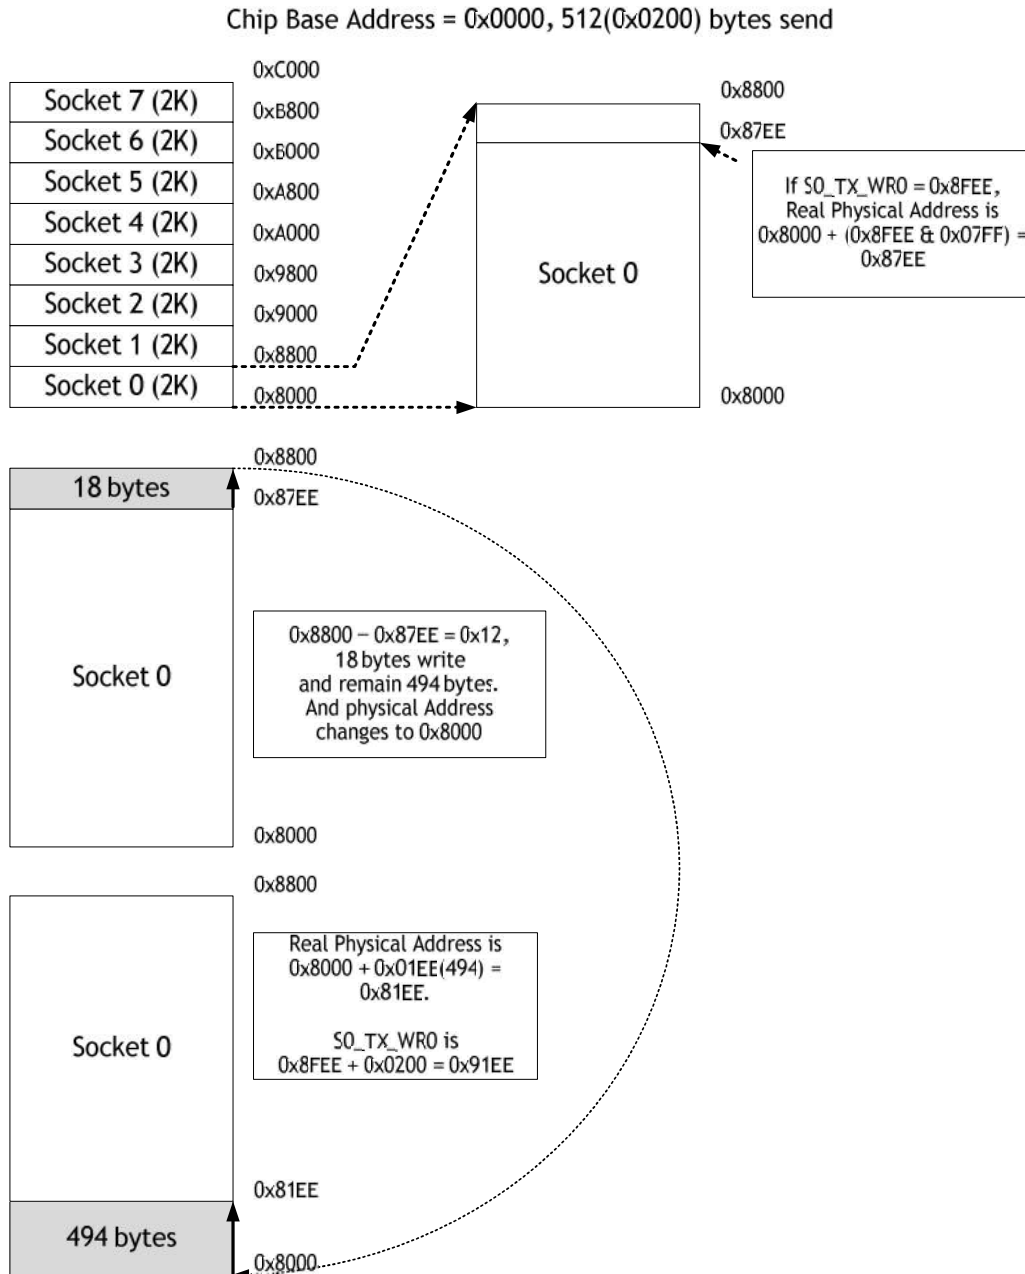 Chip Base Address = 0x0000, 512(0x0200) bytes send
0xC000
Socket 7 (2K)
0xB800
Socket 6 (2K)
0xB000
Socket 5 (2K)
0xA800
Socket 4 (2K)
0xA000
Socket 3 (2K)
0x9800
Socket 2 (2K)
0x9000
Socket 1 (2K)
0x8800
Socket 0 (2K)
0x8000
0x8800
0x87EE
Socket 0
0x8000
If S0_TX_WR0 = 0x8FEE,
Real Physical Address is
0x8000 + (0x8FEE & 0x07FF) =
0x87EE
0x8800
18 bytes
0x87EE
Socket 0
0x8800 – 0x87EE = 0x12,
18 bytes write
and remain 494 bytes.
And physical Address
changes to 0x8000
0x8000
0x8800
Socket 0
Real Physical Address is
0x8000 + 0x01EE(494) =
0x81EE.
S0_TX_WR0 is
0x8FEE + 0x0200 = 0x91EE
0x81EE
494 bytes
0x8000